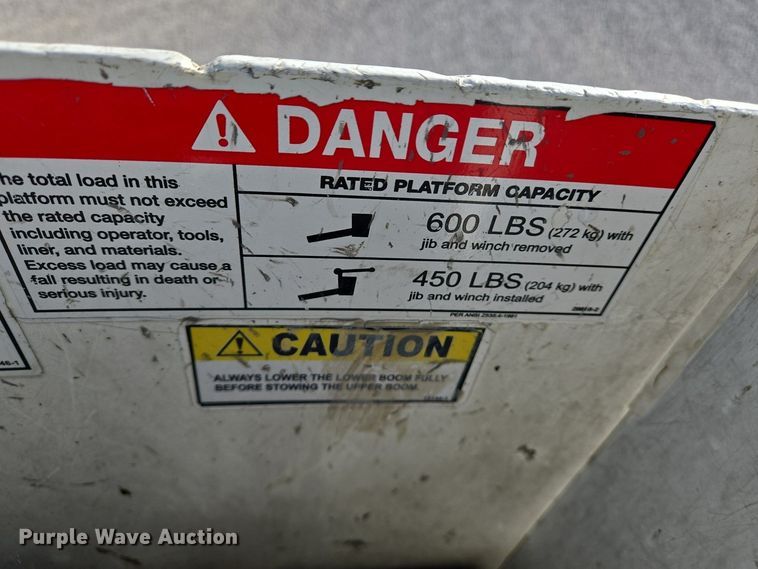 DANGER
he total load in this
platform must not exceed
the rated capacity
including operator, tools,
liner, and materials.
Excess load may cause a
fall resulting in death or
serious injury.
RATED PLATFORM CAPACITY
600 LBS (272 kg) with
jib and winch removed
450 LBS (204 kg) with
jib and winch installed
CAUTION
ALWAYS LOWER THE LOWER BOOM FULLY
BEFORE STOWING THE UPPER BOOM.
Purple Wave Auction